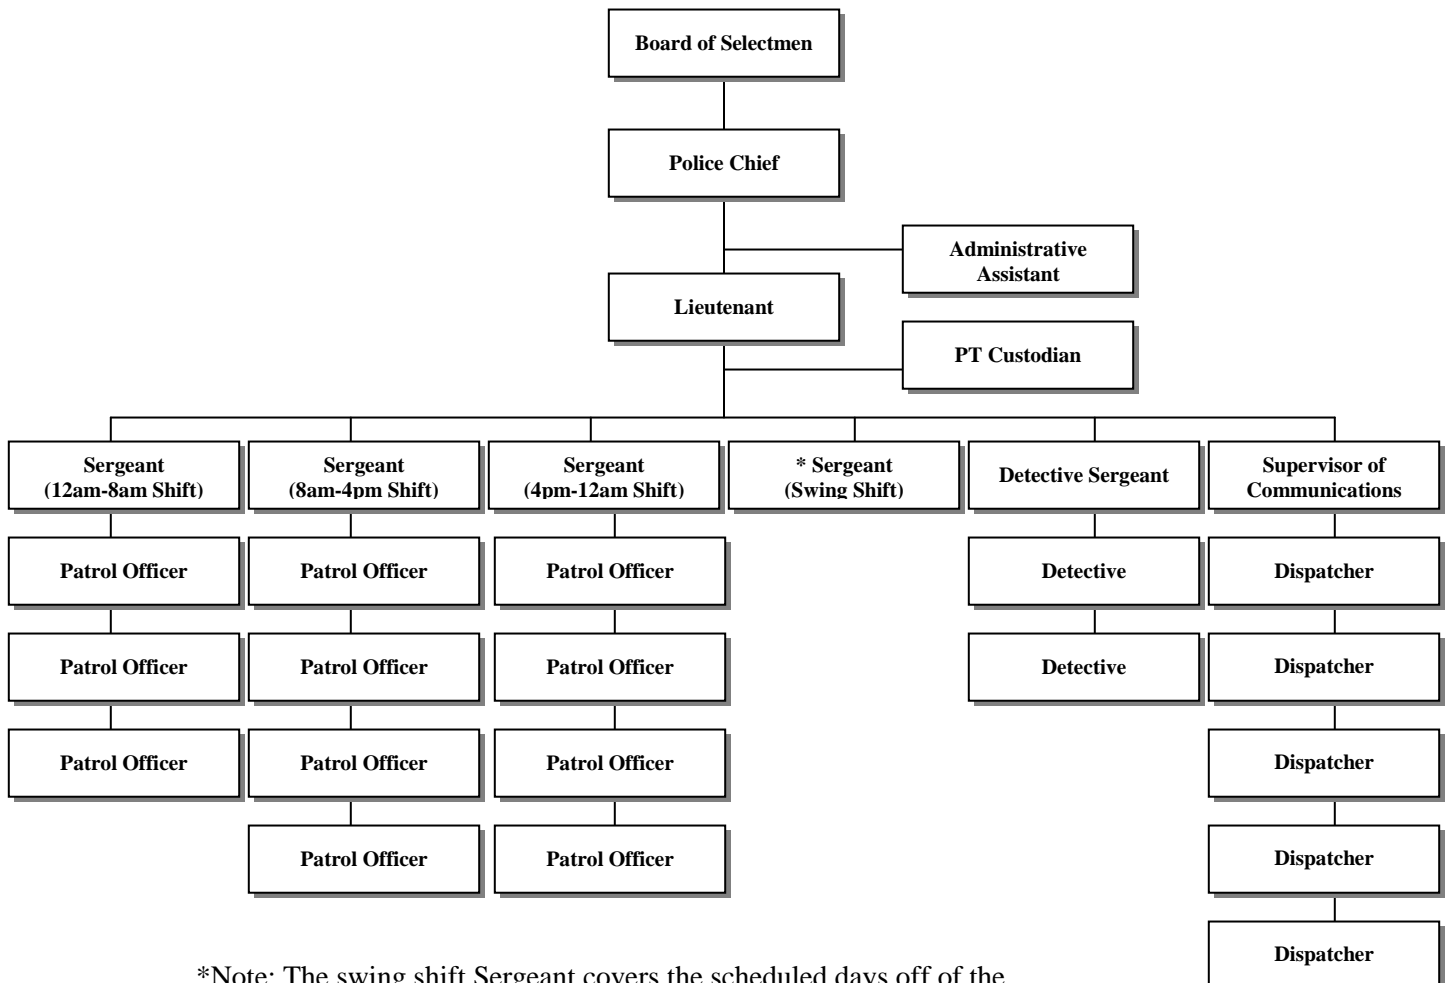 Board of Selectmen
Police Chief
Administrative
Assistant
Lieutenant
PT Custodian
Sergeant
(12am-8am Shift)
Sergeant
(8am-4pm Shift)
Sergeant
(4pm-12am Shift)
* Sergeant
(Swing Shift)
Detective Sergeant
Supervisor of
Communications
Patrol Officer
Patrol Officer
Patrol Officer
Detective
Dispatcher
Patrol Officer
Patrol Officer
Patrol Officer
Detective
Dispatcher
Patrol Officer
Patrol Officer
Patrol Officer
Dispatcher
Patrol Officer
Patrol Officer
Dispatcher
Dispatcher
*Note: The swing shift Sergeant covers the scheduled days off of the